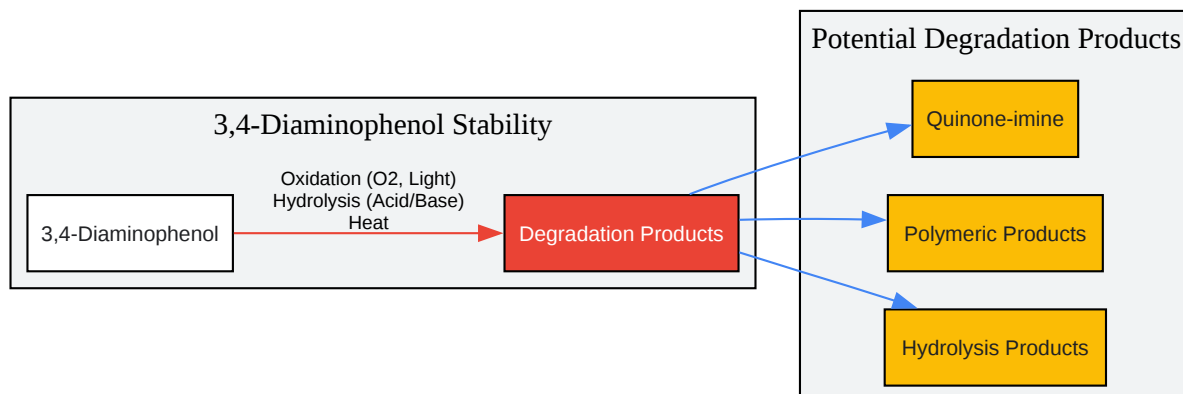 3,4-Diaminophenol Stability
3,4-Diaminophenol
Oxidation (O2, Light)
Hydrolysis (Acid/Base)
Heat
Degradation Products
Potential Degradation Products
Quinone-imine
Polymeric Products
Hydrolysis Products